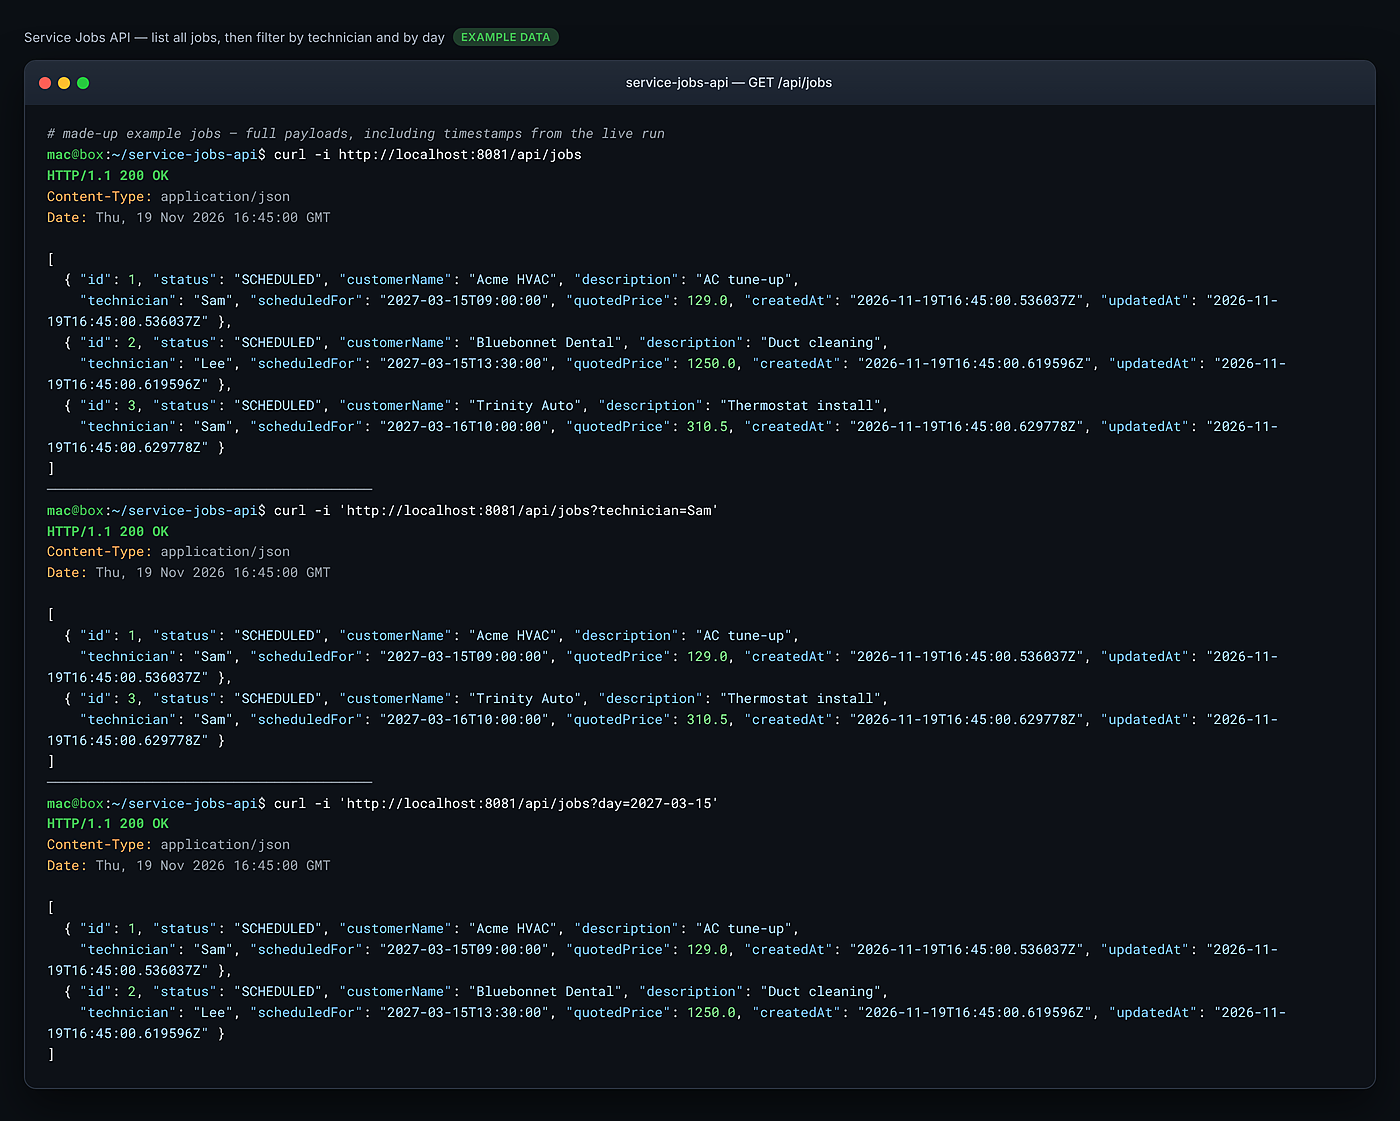 Service Jobs API — list all jobs, then filter by technician and by day EXAMPLE DATA
service-jobs-api — GET /api/jobs
# made-up example jobs — full payloads, including timestamps from the live run
mac@box:~/service-jobs-api$ curl -i http://localhost:8081/api/jobs
HTTP/1.1 200 OK
Content-Type: application/json
Date: Thu, 19 Nov 2026 16:45:00 GMT
[
{ "id": 1, "status": "SCHEDULED", "customerName": "Acme HVAC", "description": "AC tune-up",
"technician": "Sam", "scheduledFor": "2027-03-15T09:00:00", "quotedPrice": 129.0, "createdAt": "2026-11-19T16:45:00.536037Z", "updatedAt": "2026-11-
19T16:45:00.536037Z" },
{ "id": 2, "status": "SCHEDULED", "customerName": "Bluebonnet Dental", "description": "Duct cleaning",
"technician": "Lee", "scheduledFor": "2027-03-15T13:30:00", "quotedPrice": 1250.0, "createdAt": "2026-11-19T16:45:00.619596Z", "updatedAt": "2026-11-
19T16:45:00.619596Z" },
{ "id": 3, "status": "SCHEDULED", "customerName": "Trinity Auto", "description": "Thermostat install",
"technician": "Sam", "scheduledFor": "2027-03-16T10:00:00", "quotedPrice": 310.5, "createdAt": "2026-11-19T16:45:00.629778Z", "updatedAt": "2026-11-
19T16:45:00.629778Z" }
]
mac@box:~/service-jobs-api$ curl -i 'http://localhost:8081/api/jobs?technician=Sam'
HTTP/1.1 200 OK
Content-Type: application/json
Date: Thu, 19 Nov 2026 16:45:00 GMT
[
{ "id": 1, "status": "SCHEDULED", "customerName": "Acme HVAC", "description": "AC tune-up",
"technician": "Sam", "scheduledFor": "2027-03-15T09:00:00", "quotedPrice": 129.0, "createdAt": "2026-11-19T16:45:00.536037Z", "updatedAt": "2026-11-
19T16:45:00.536037Z" },
{ "id": 3, "status": "SCHEDULED", "customerName": "Trinity Auto", "description": "Thermostat install",
"technician": "Sam", "scheduledFor": "2027-03-16T10:00:00", "quotedPrice": 310.5, "createdAt": "2026-11-19T16:45:00.629778Z", "updatedAt": "2026-11-
19T16:45:00.629778Z" }
]
mac@box:~/service-jobs-api$ curl -i 'http://localhost:8081/api/jobs?day=2027-03-15'
HTTP/1.1 200 OK
Content-Type: application/json
Date: Thu, 19 Nov 2026 16:45:00 GMT
[
{ "id": 1, "status": "SCHEDULED", "customerName": "Acme HVAC", "description": "AC tune-up",
"technician": "Sam", "scheduledFor": "2027-03-15T09:00:00", "quotedPrice": 129.0, "createdAt": "2026-11-19T16:45:00.536037Z", "updatedAt": "2026-11-
19T16:45:00.536037Z" },
{ "id": 2, "status": "SCHEDULED", "customerName": "Bluebonnet Dental", "description": "Duct cleaning",
"technician": "Lee", "scheduledFor": "2027-03-15T13:30:00", "quotedPrice": 1250.0, "createdAt": "2026-11-19T16:45:00.619596Z", "updatedAt": "2026-11-
19T16:45:00.619596Z" }
]